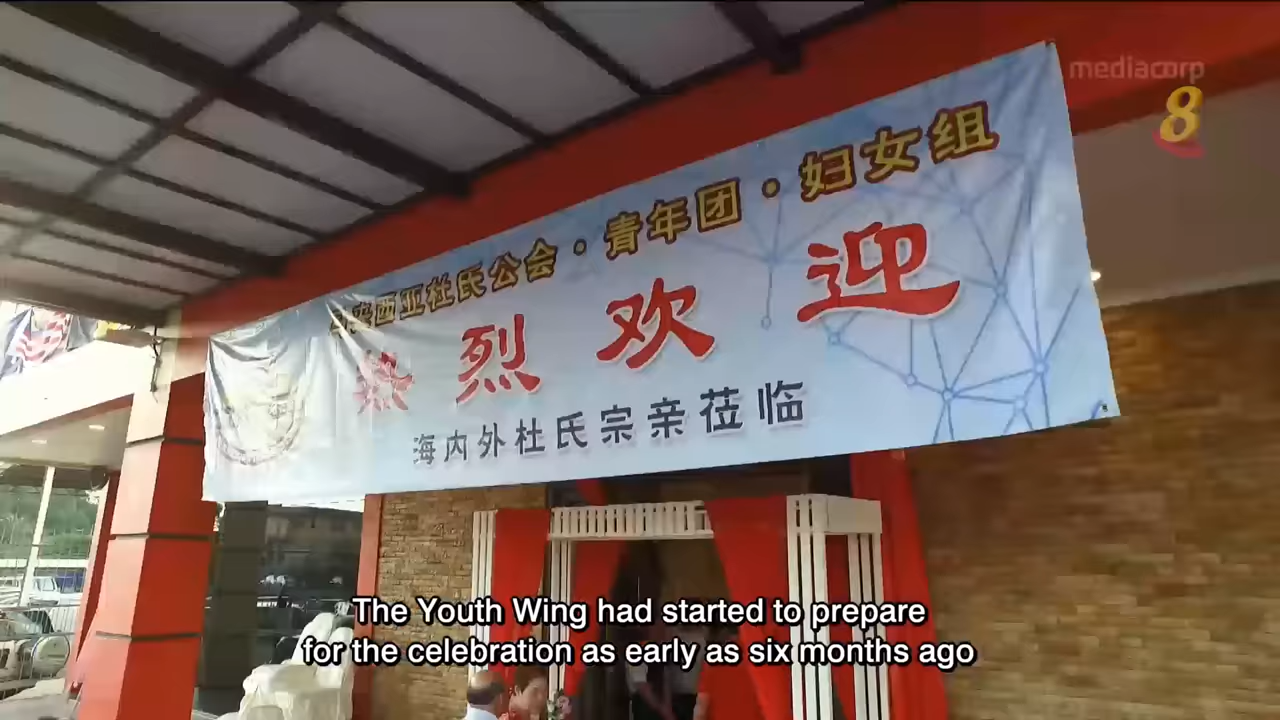 mediacorp
8
马来西亚杜氏公会·青年团·妇女组
热烈欢迎
海内外杜氏宗亲莅临
The Youth Wing had started to prepare
for the celebration as early as six months ago